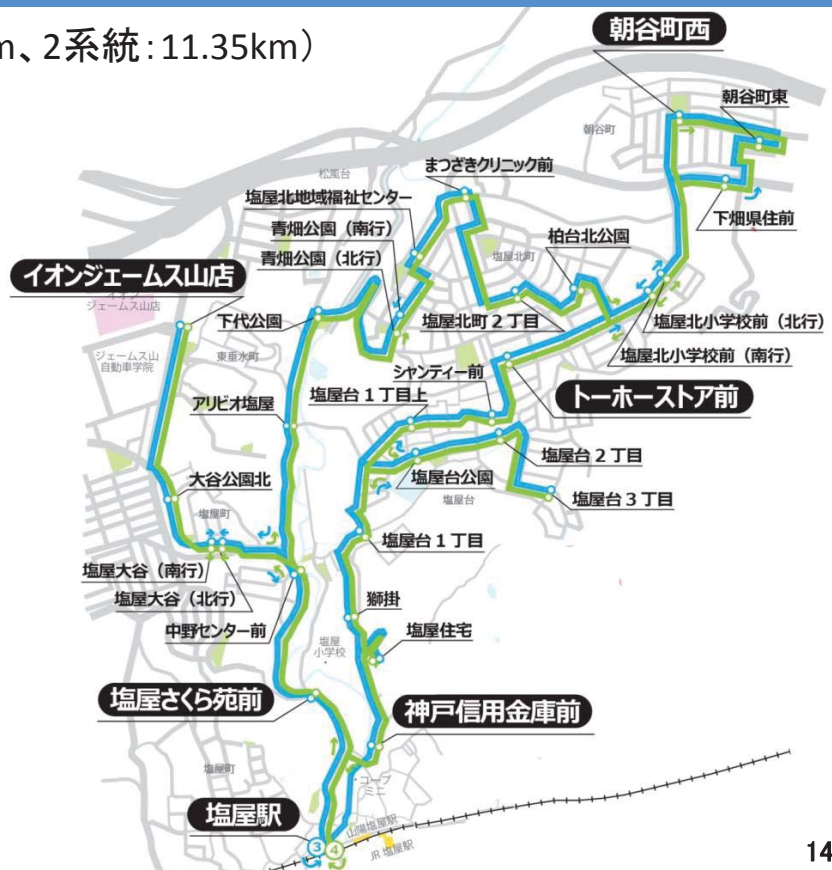 m、2系統：11.35km）
朝谷町西
朝谷町東
朝谷町
松風台
まつざきクリニック前
塩屋北地域福祉センター
下畑県住前
青畑公園（南行）
柏台北公園
塩屋北町
青畑公園（北行）
イオンジェームス山店
イオン
ジェームス山店
下代公園
塩屋北町２丁目
塩屋北小学校前（北行）
塩屋北小学校前（南行）
ジェームス山
自動車学院
東垂水町
シャンティー前
塩屋台１丁目上
トーホーストア前
アリビオ塩屋
塩屋台２丁目
塩屋台公園
大谷公園北
塩屋台
塩屋台３丁目
塩屋町
塩屋台１丁目
塩屋大谷（南行）
塩屋大谷（北行）
獅掛
中野センター前
塩屋住宅
塩屋
小学校
塩屋さくら苑前
神戸信用金庫前
塩屋町
コープ
ミニ
塩屋駅
山陽塩屋駅
3
4
JR 塩屋駅
14